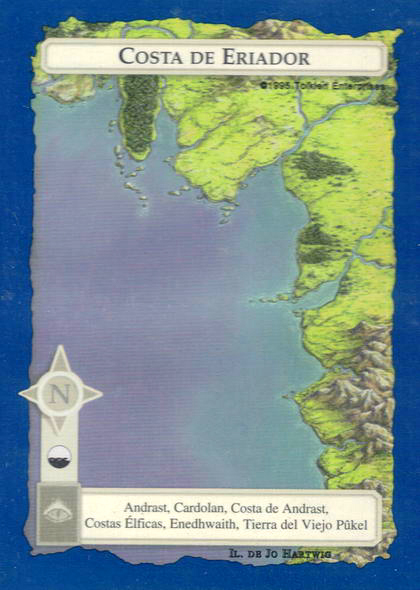 COSTA DE ERIADOR
©1995 Tolkien Enterprises
N
Andrast, Cardolan, Costa de Andrast,
Costas Élficas, Enedhwaith, Tierra del Viejo Pûkel
IL. DE JO HARTWIG